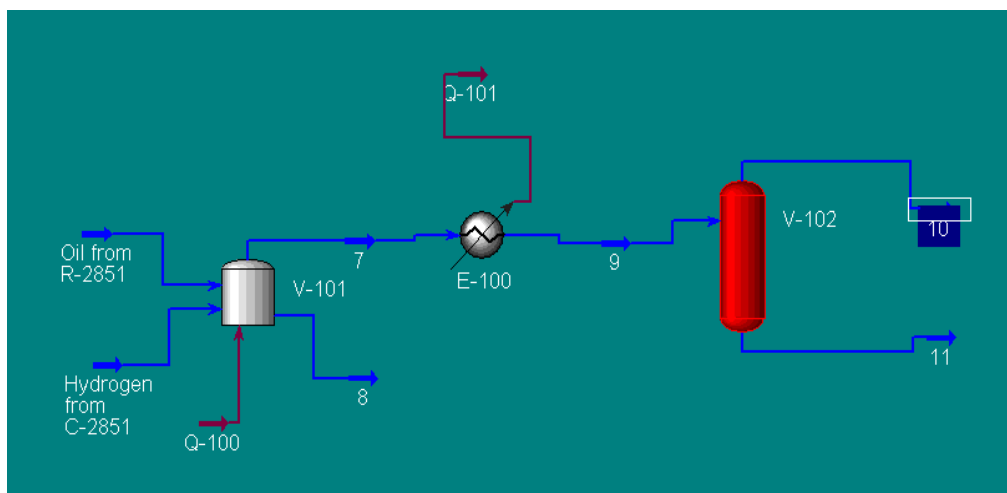 Q-101
Oil from
R-2851
7
E-100
9
V-102
10
V-101
Hydrogen
from
C-2851
Q-100
8
11